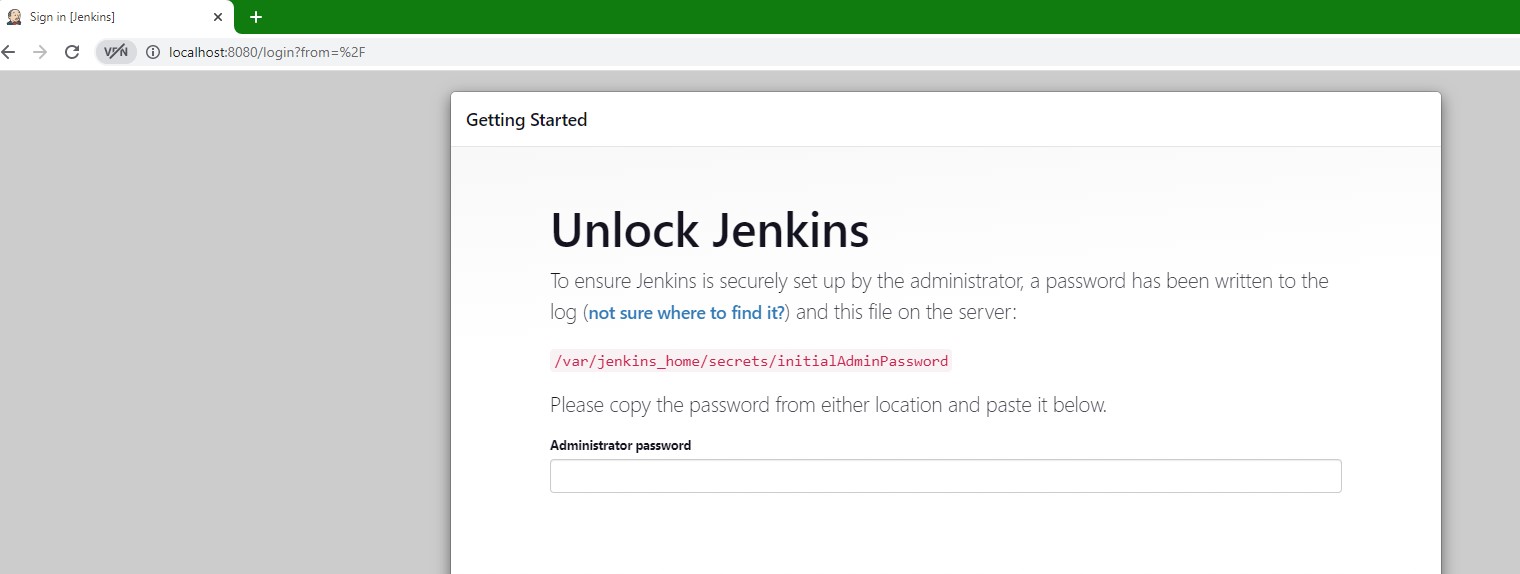 Sign in [Jenkins]
VPN
localhost:8080/login?from=%2F
Getting Started
Unlock Jenkins
To ensure Jenkins is securely set up by the administrator, a password has been written to the
log (not sure where to find it?) and this file on the server:
/var/jenkins_home/secrets/initialAdminPassword
Please copy the password from either location and paste it below.
Administrator password